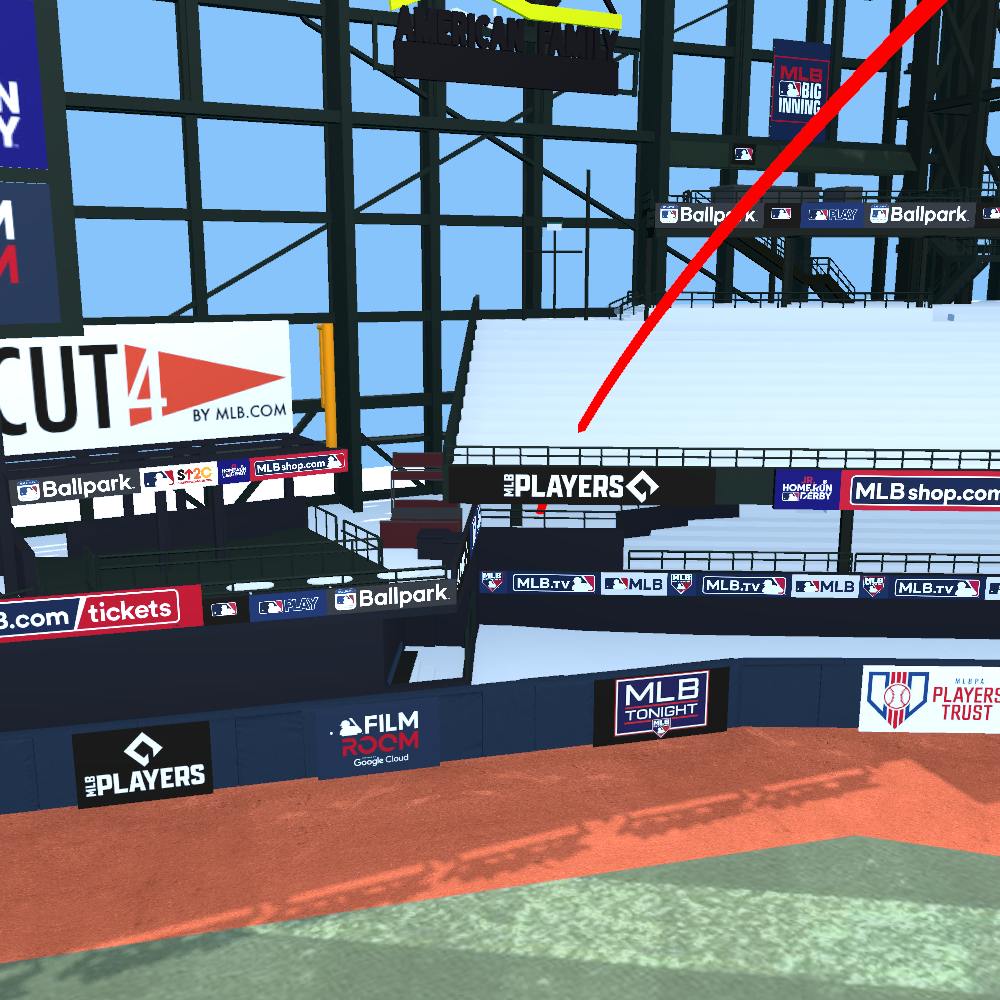 AMERICAN FAMILY
N
Y
MLB
BIG
INNING
M
M
Ballpark
PLAY
Ballpark
CUT4
BY MLB.COM
Ballpark
MLBshop.com
MLB PLAYERS
JR.
HOME RUN
DERBY
MLBshop.com
MLB.TV
MLB
MLB.TV
MLB
MLB.TV
B.com/tickets
PLAY
Ballpark
MLB PLAYERS
FILM
ROOM
Google Cloud
MLB
TONIGHT
MLBPA
PLAYERS
TRUST